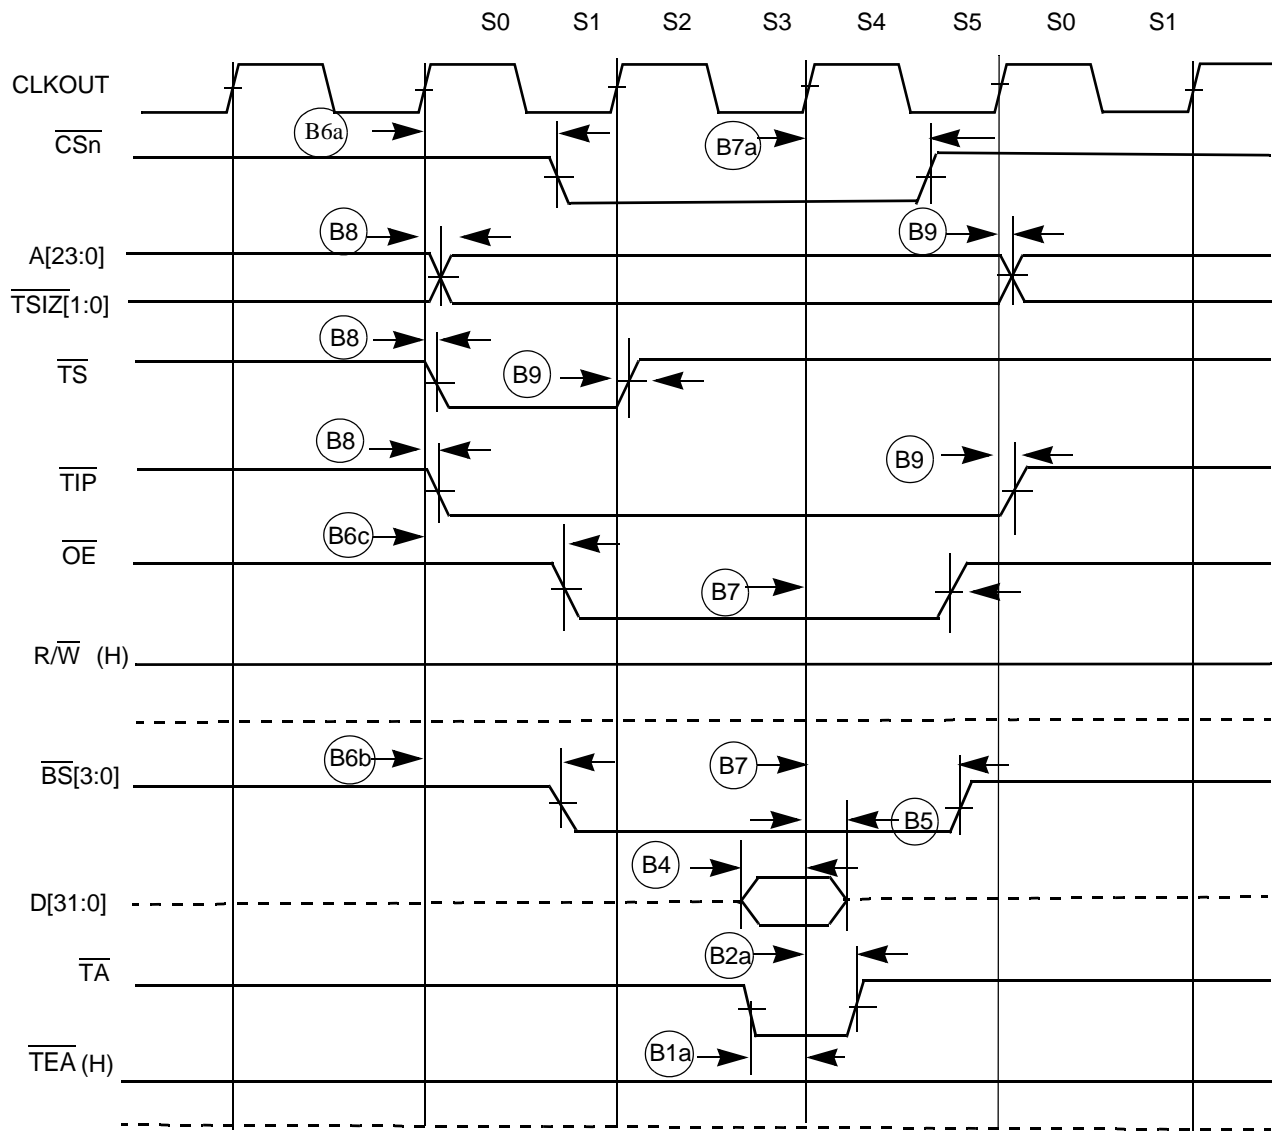 S0 S1 S2 S3 S4 S5 S0 S1
CLKOUT
B6a
B7a
CSn
B8
B9
A[23:0]
TSIZ[1:0]
B8
B9
TS
B8
B9
TIP
B6c
OE
B7
R/W (H)
B6b
B7
BS[3:0]
B5
B4
D[31:0]
B2a
TA
B1a
TEA (H)